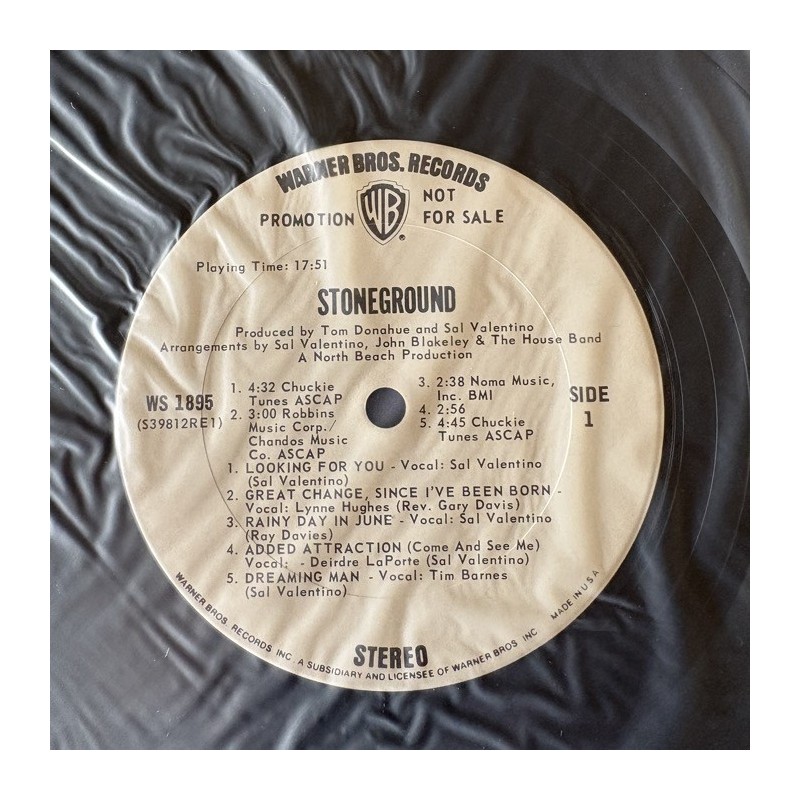 WARNER BROS. RECORDS
PROMOTION WB NOT FOR SALE
®
Playing Time: 17:51
STONEGROUND
Produced by Tom Donahue and Sal Valentino
Arrangements by Sal Valentino, John Blakeley & The House Band
A North Beach Production
WS 1895
(S39812RE1)
1. 4:32 Chuckie
Tunes ASCAP
2. 3:00 Robbins
Music Corp./
Chandos Music
Co. ASCAP
3. 2:38 Noma Music,
Inc. BMI
4. 2:56
5. 4:45 Chuckie
Tunes ASCAP
SIDE
1
1. LOOKING FOR YOU - Vocal: Sal Valentino
(Sal Valentino)
2. GREAT CHANGE, SINCE I'VE BEEN BORN -
Vocal: Lynne Hughes (Rev. Gary Davis)
3. RAINY DAY IN JUNE - Vocal: Sal Valentino
(Ray Davies)
4. ADDED ATTRACTION (Come And See Me)
Vocal: - Deirdre LaPorte (Sal Valentino)
5. DREAMING MAN - Vocal: Tim Barnes
(Sal Valentino)
STEREO
WARNER BROS. RECORDS INC. A SUBSIDIARY AND LICENSEE OF WARNER BROS INC MADE IN U.S.A